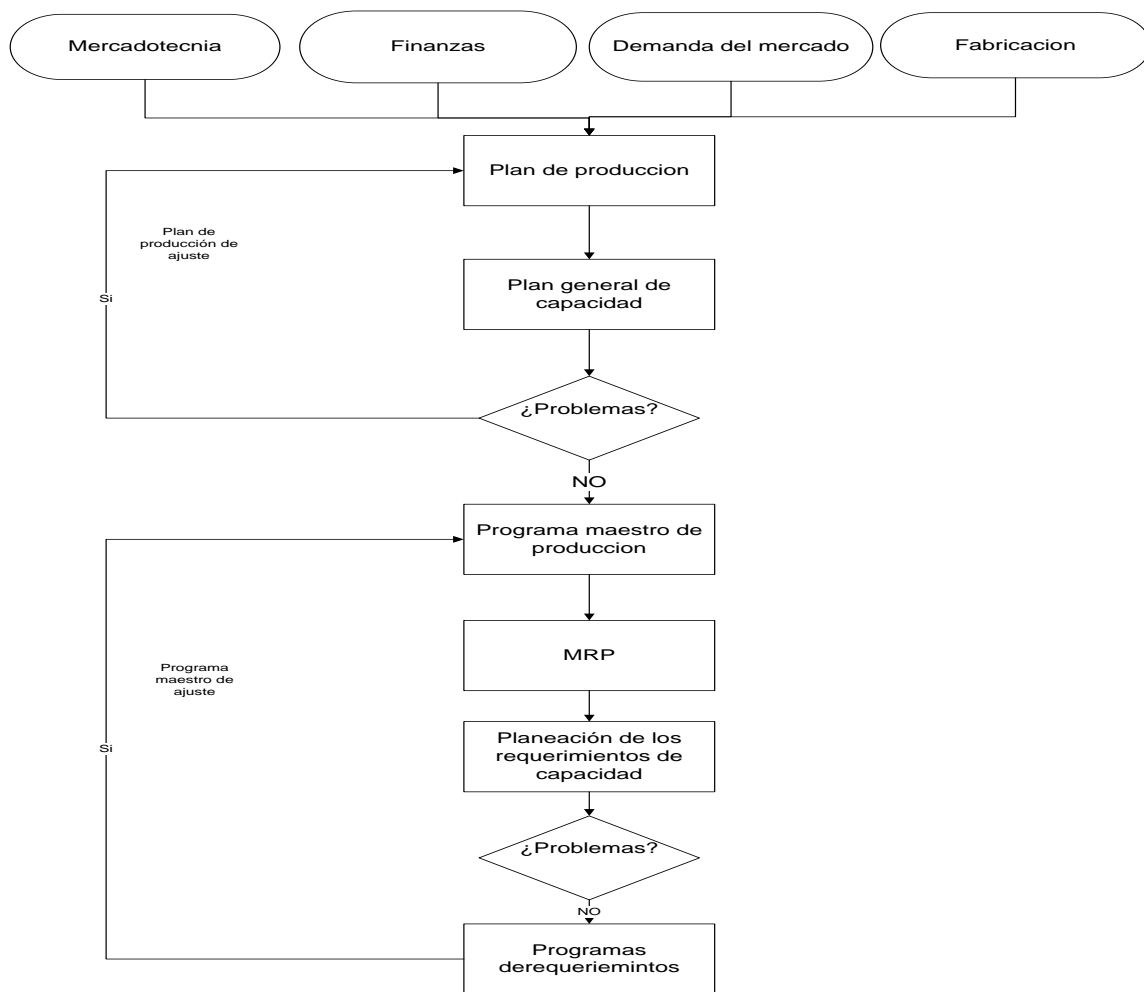 Mercadotecnia
Finanzas
Demanda del mercado
Fabricacion
Plan de produccion
Plan de
producción de
ajuste
Plan general de
capacidad
Si
¿Problemas?
NO
Programa maestro de
produccion
MRP
Programa
maestro de
ajuste
Planeación de los
requerimientos de
capacidad
Si
¿Problemas?
NO
Programas
derequeriemintos